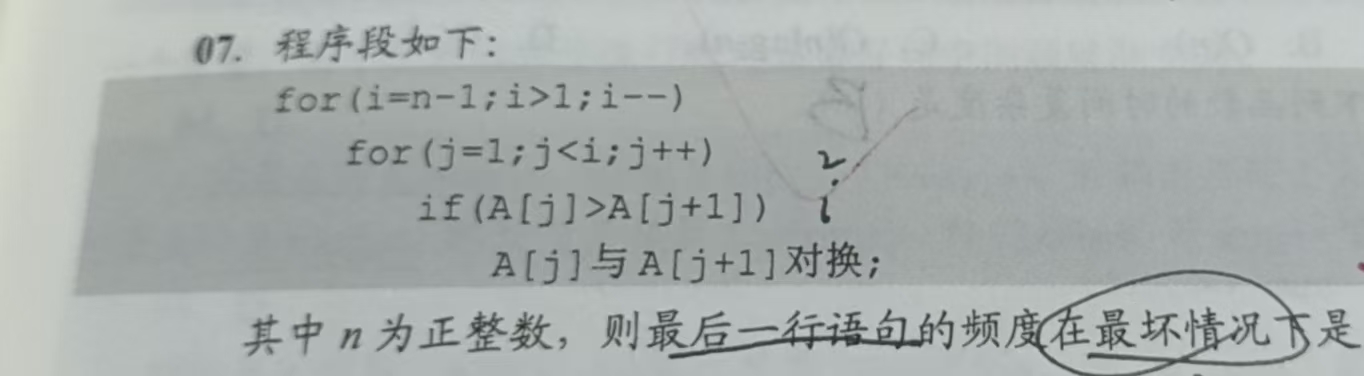 07. 程序段如下：
for(i=n-1;i>1;i--)
for(j=1;j<i;j++)
if(A[j]>A[j+1])
A[j]与A[j+1]对换；
其中 n 为正整数，则最后一行语句的频度在最坏情况下是